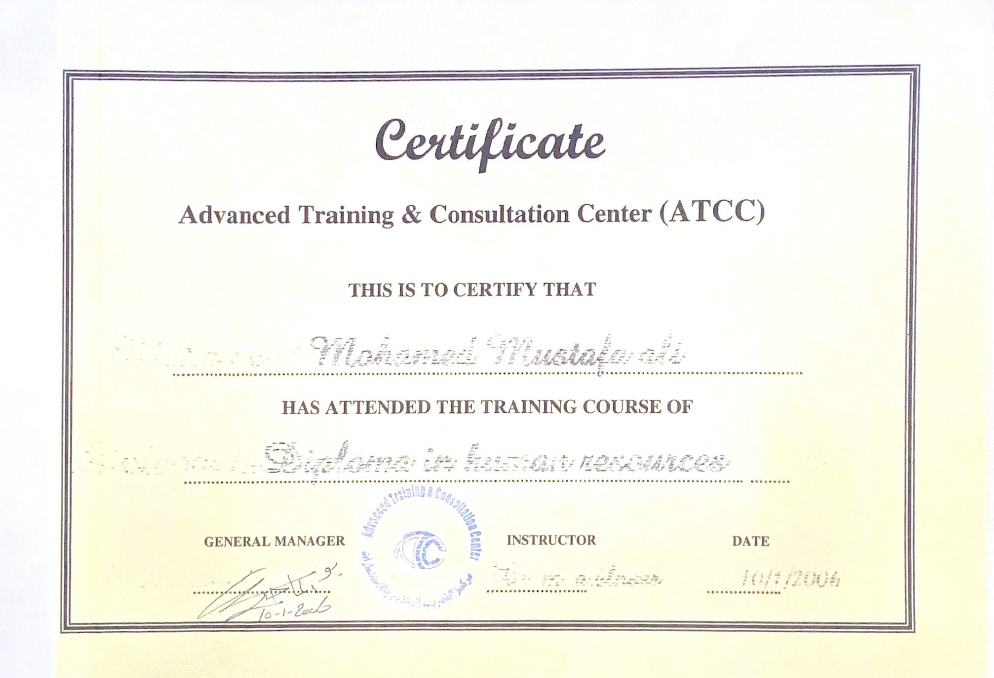 Certificate
Advanced Training & Consultation Center (ATCC)
THIS IS TO CERTIFY THAT
Mohamed Mustafa ali
HAS ATTENDED THE TRAINING COURSE OF
Diploma in human resources
Advanced Training & Consultation Center
GENERAL MANAGER
INSTRUCTOR
DATE
10/1/2006
10-1-2006